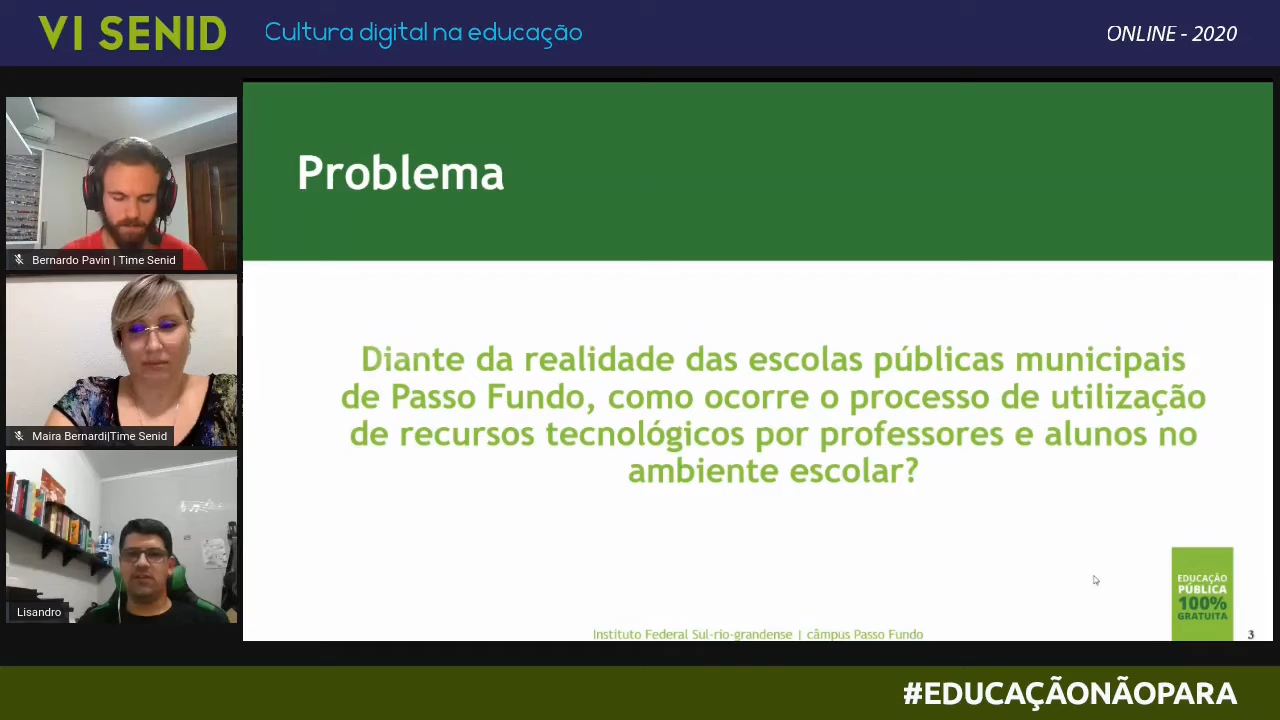 VI SENID
Cultura digital na educação
ONLINE - 2020
Bernardo Pavin | Time Senid
Maira Bernardi|Time Senid
Lisandro
Problema
Diante da realidade das escolas públicas municipais
de Passo Fundo, como ocorre o processo de utilização
de recursos tecnológicos por professores e alunos no
ambiente escolar?
EDUCAÇÃO
PÚBLICA
100%
GRATUITA
Instituto Federal Sul-rio-grandense | câmpus Passo Fundo
3
#EDUCAÇÃONÃOPARA